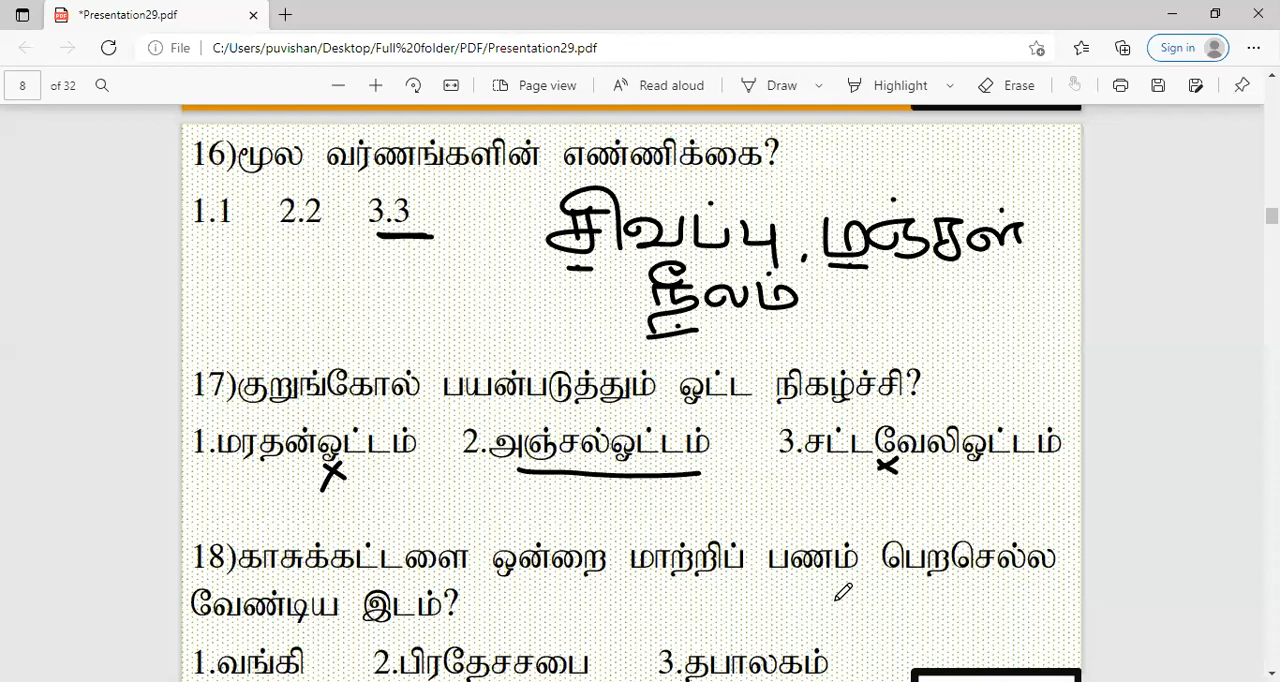 *Presentation29.pdf
File C:/Users/puvishan/Desktop/Full%20folder/PDF/Presentation29.pdf Sign in
8 of 32 Page view Read aloud Draw Highlight Erase
16)மூல வர்ணங்களின் எண்ணிக்கை?
1.1 2.2 3.3 சிவப்பு, மஞ்சள்
நீலம்
17)குறுங்கோல் பயன்படுத்தும் ஓட்ட நிகழ்ச்சி?
1.மரதன்ஓட்டம் 2.அஞ்சல்ஓட்டம் 3.சட்டவேலிஓட்டம்
18)காசுக்கட்டளை ஒன்றை மாற்றிப் பணம் பெறசெல்ல
வேண்டிய இடம்?
1.வங்கி 2.பிரதேசசபை 3.தபாலகம்